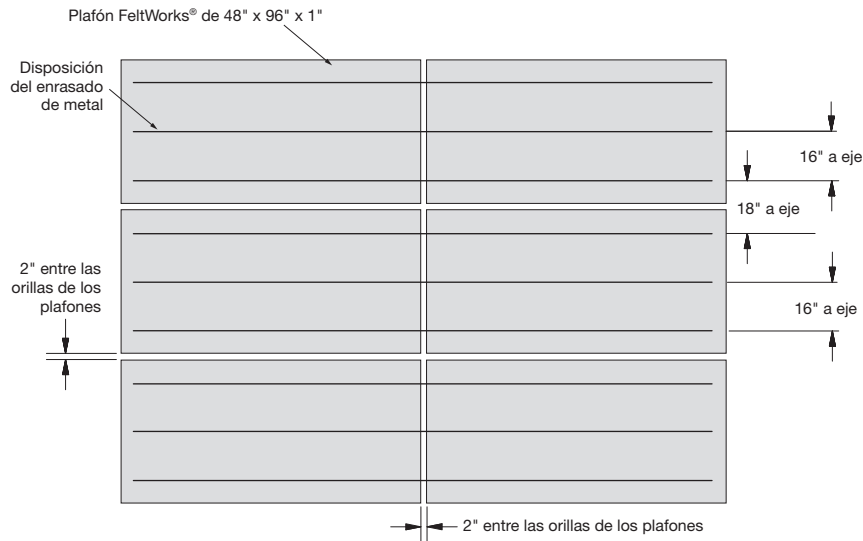 Plafón FeltWorks® de 48" x 96" x 1"
Disposición
del enrasado
de metal
16" a eje
18" a eje
2" entre las
orillas de los
plafones
16" a eje
2" entre las orillas de los plafones